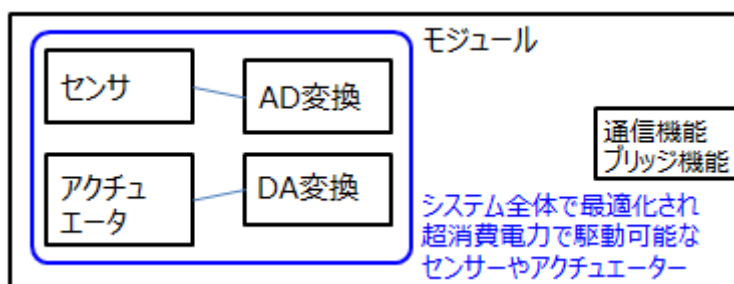 モジュール
センサ
AD変換
通信機能
ブリッジ機能
アクチュ
エータ
DA変換
システム全体で最適化され
超消費電力で駆動可能な
センサーやアクチュエーター